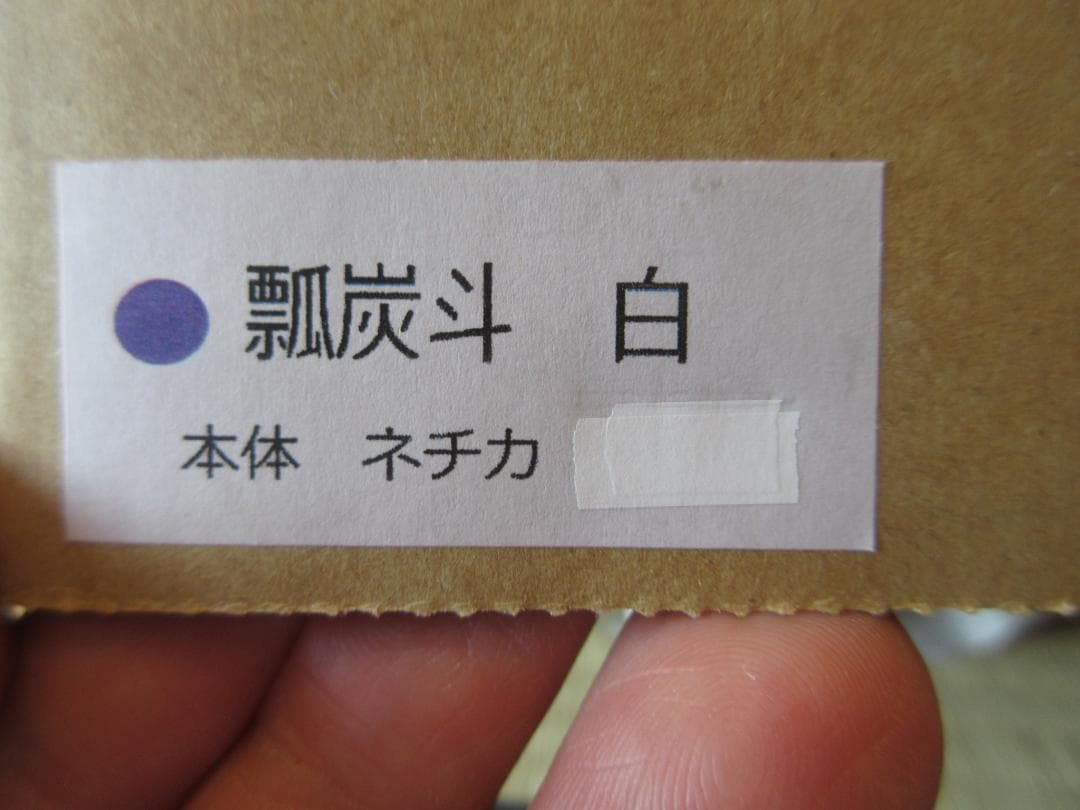 瓢炭斗　白
本体　ネチカ